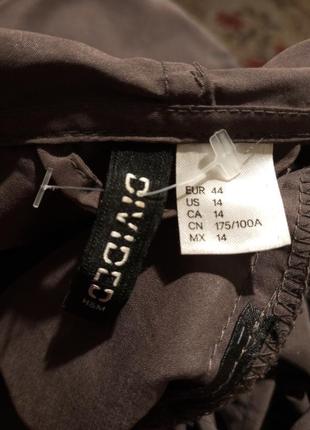 DIVIDED
H&M
EUR 44
US 14
CA 14
CN 175/100A
MX 14